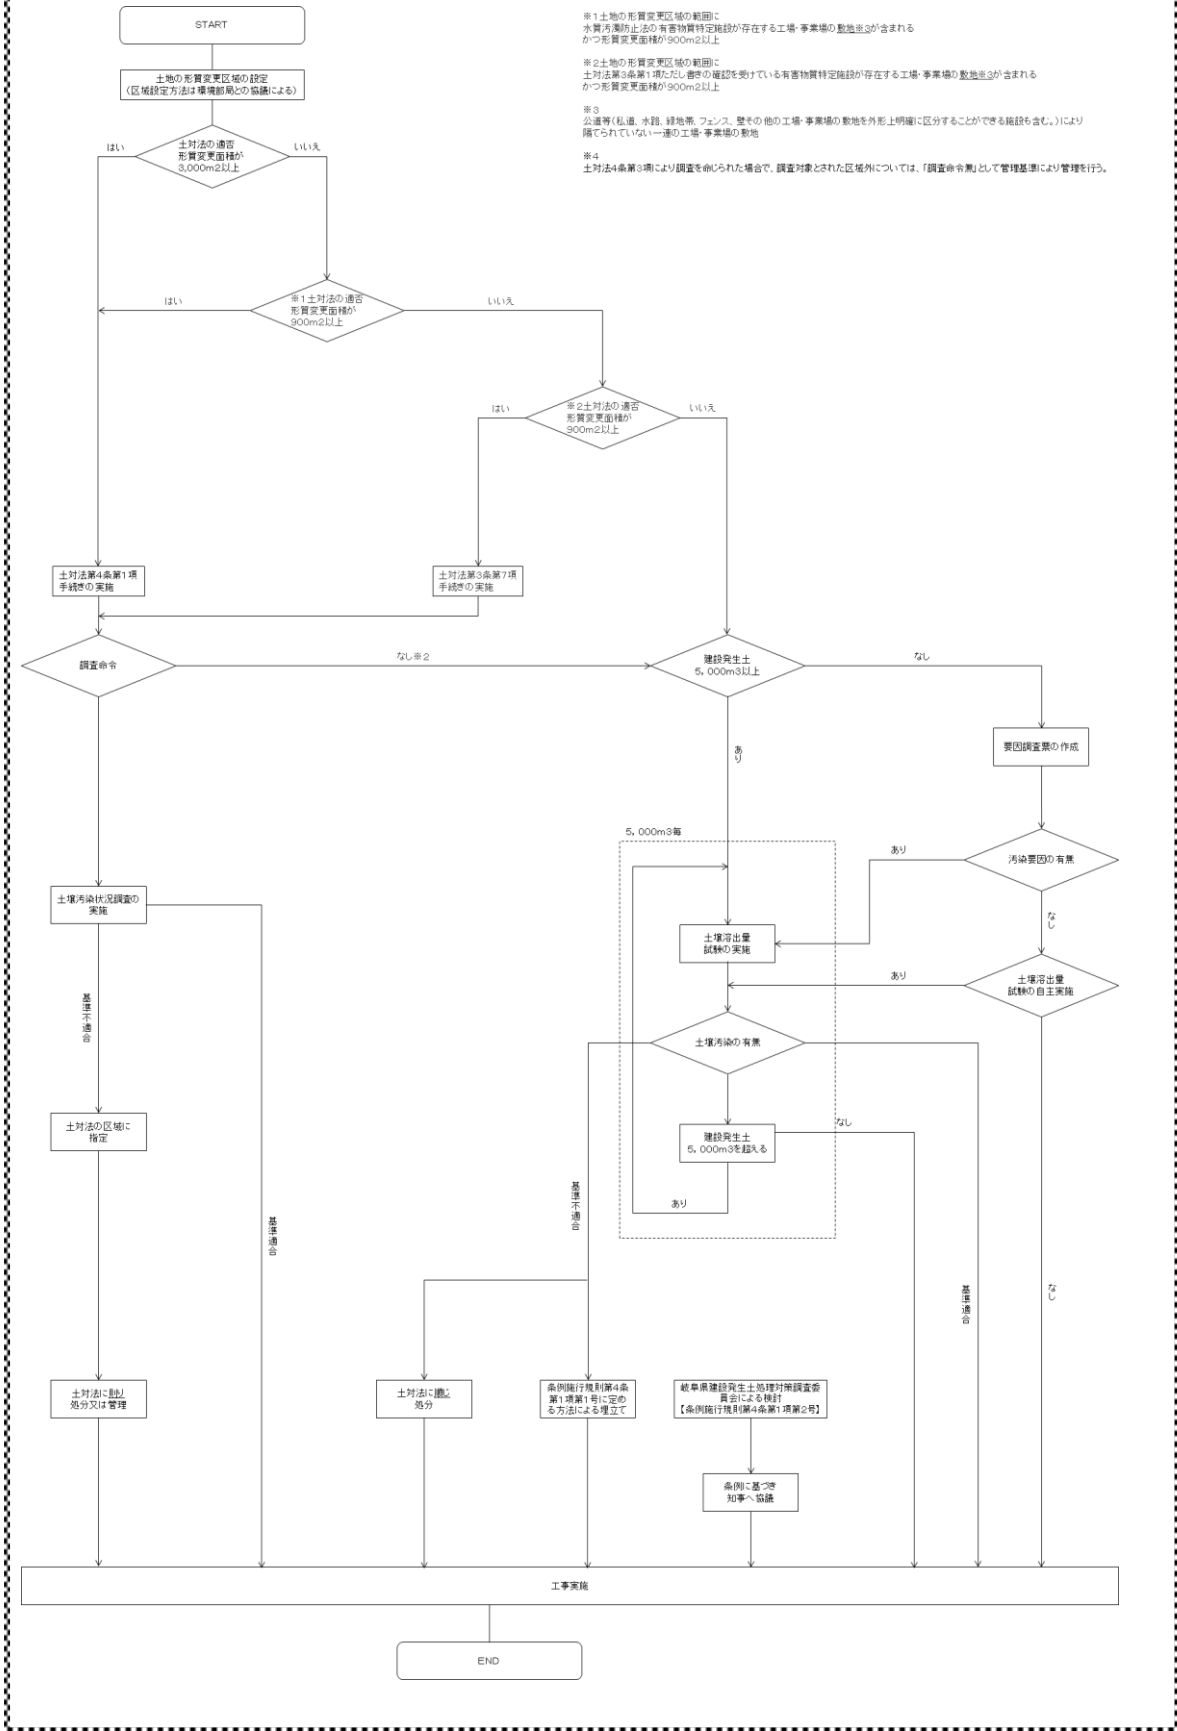 START
※1土地の形質変更区域の範囲に
水質汚濁防止法の有害物質特定施設が存在する工場・事業場の敷地※3が含まれる
かつ形質変更面積が900m2以上
※2土地の形質変更区域の範囲に
土対法第3条第1項ただし書きの確認を受けている有害物質特定施設が存在する工場・事業場の敷地※3が含まれる
かつ形質変更面積が900m2以上
※3
公道等(私道、水路、緑地帯、フェンス、壁その他の工場・事業場の敷地を外形上明確に区分することができる施設も含む。)により
隔てられていない一連の工場・事業場の敷地
※4
土対法4条第3項により調査を命じられた場合で、調査対象とされた区域外については、「調査命令無」として管理基準により管理を行う。
土地の形質変更区域の設定
(区域設定方法は環境部局との協議による)
土対法の適否
形質変更面積が
3,000m2以上
はい
いいえ
※1土対法の適否
形質変更面積が
900m2以上
はい
いいえ
※2土対法の適否
形質変更面積が
900m2以上
はい
いいえ
土対法第4条第1項
手続きの実施
土対法第3条第7項
手続きの実施
調査命令
なし※2
建設発生土
5,000m3以上
なし
あり
要因調査票の作成
5,000m3毎
汚染要因の有無
あり
なし
土壌汚染状況調査の
実施
土壌溶出量
試験の実施
土壌溶出量
試験の自主実施
あり
基準不適合
土壌汚染の有無
土対法の区域に
指定
建設発生土
5,000m3を超える
なし
あり
基準不適合
基準適合
基準適合
なし
土対法に則り
処分又は管理
土対法に順じ
処分
条例施行規則第4条
第1項第1号に定め
る方法による埋立て
岐阜県建設発生土処理対策調査委
員会による検討
【条例施行規則第4条第1項第2号】
条例に基づき
知事へ協議
工事実施
END